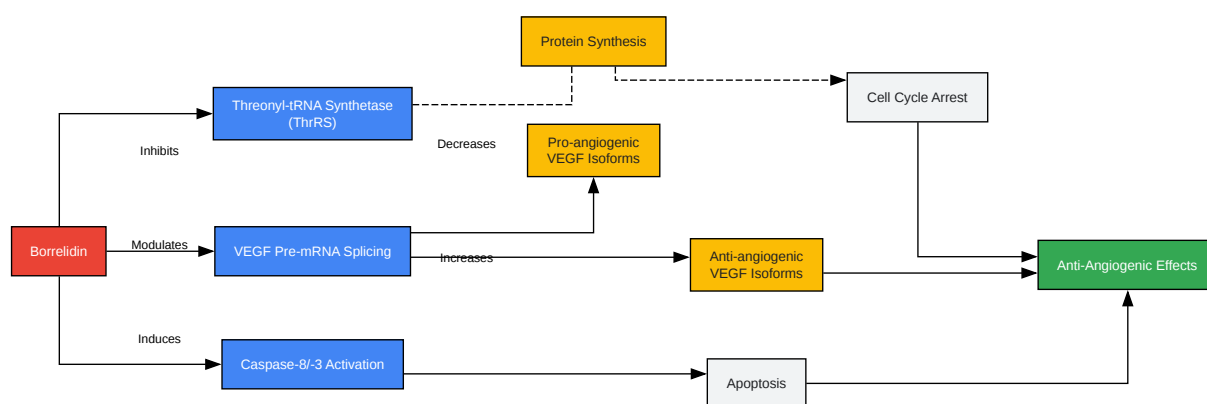 Protein Synthesis
Cell Cycle Arrest
Threonyl-tRNA Synthetase
(ThrRS)
Inhibits
Decreases
Pro-angiogenic
VEGF Isoforms
Borrelidin
Modulates
VEGF Pre-mRNA Splicing
Increases
Anti-angiogenic
VEGF Isoforms
Anti-Angiogenic Effects
Induces
Caspase-8/-3 Activation
Apoptosis